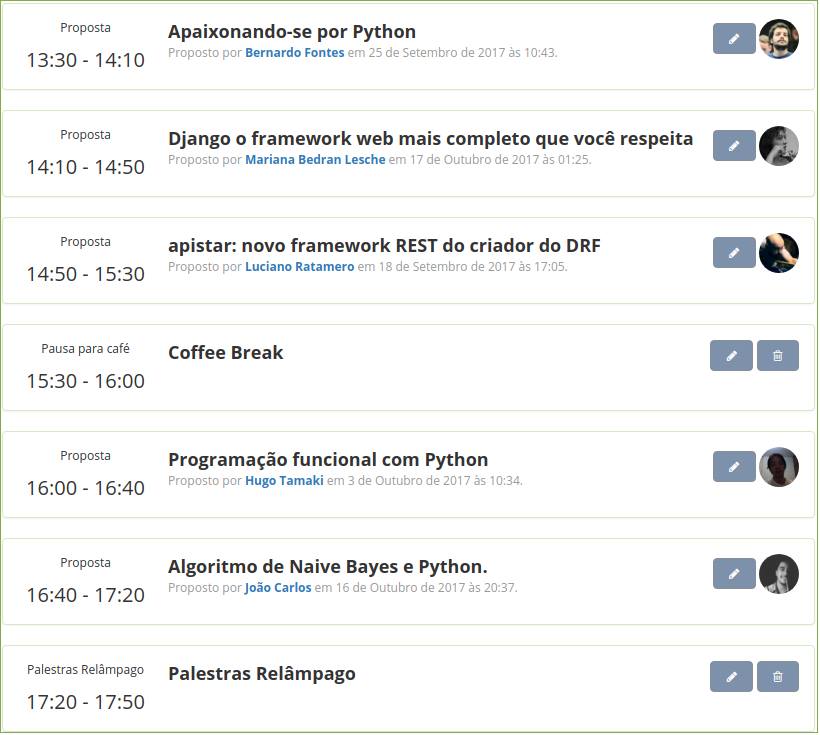 Proposta
13:30 - 14:10
Apaixonando-se por Python
Proposto por Bernardo Fontes em 25 de Setembro de 2017 às 10:43.
Proposta
14:10 - 14:50
Django o framework web mais completo que você respeita
Proposto por Mariana Bedran Lesche em 17 de Outubro de 2017 às 01:25.
Proposta
14:50 - 15:30
apistar: novo framework REST do criador do DRF
Proposto por Luciano Ratamero em 18 de Setembro de 2017 às 17:05.
Pausa para café
15:30 - 16:00
Coffee Break
Proposta
16:00 - 16:40
Programação funcional com Python
Proposto por Hugo Tamaki em 3 de Outubro de 2017 às 10:34.
Proposta
16:40 - 17:20
Algoritmo de Naive Bayes e Python.
Proposto por João Carlos em 16 de Outubro de 2017 às 20:37.
Palestras Relâmpago
17:20 - 17:50
Palestras Relâmpago